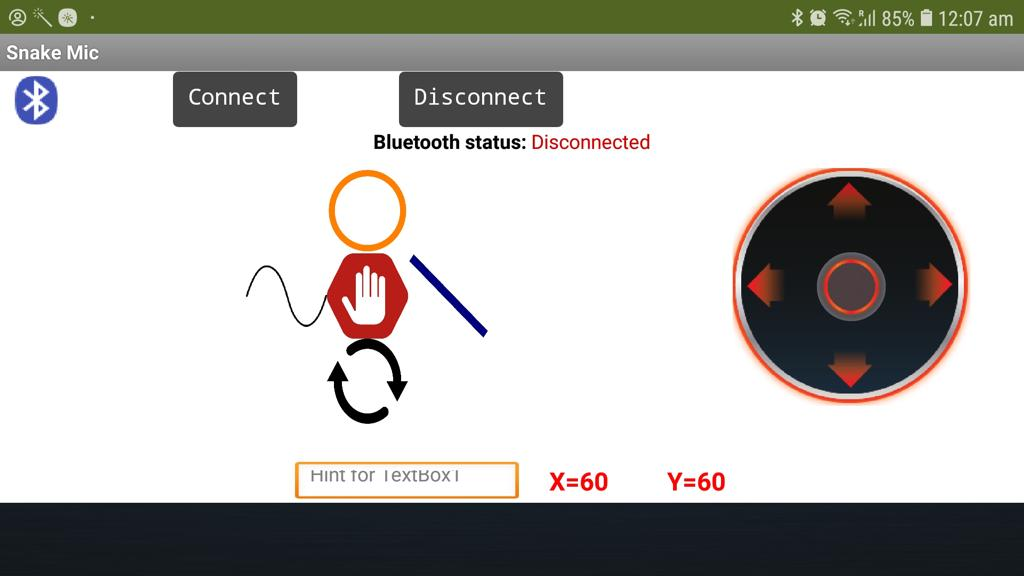 85% 12:07 am
Snake Mic
Connect Disconnect
Bluetooth status: Disconnected
Hint for TextBox1 X=60 Y=60